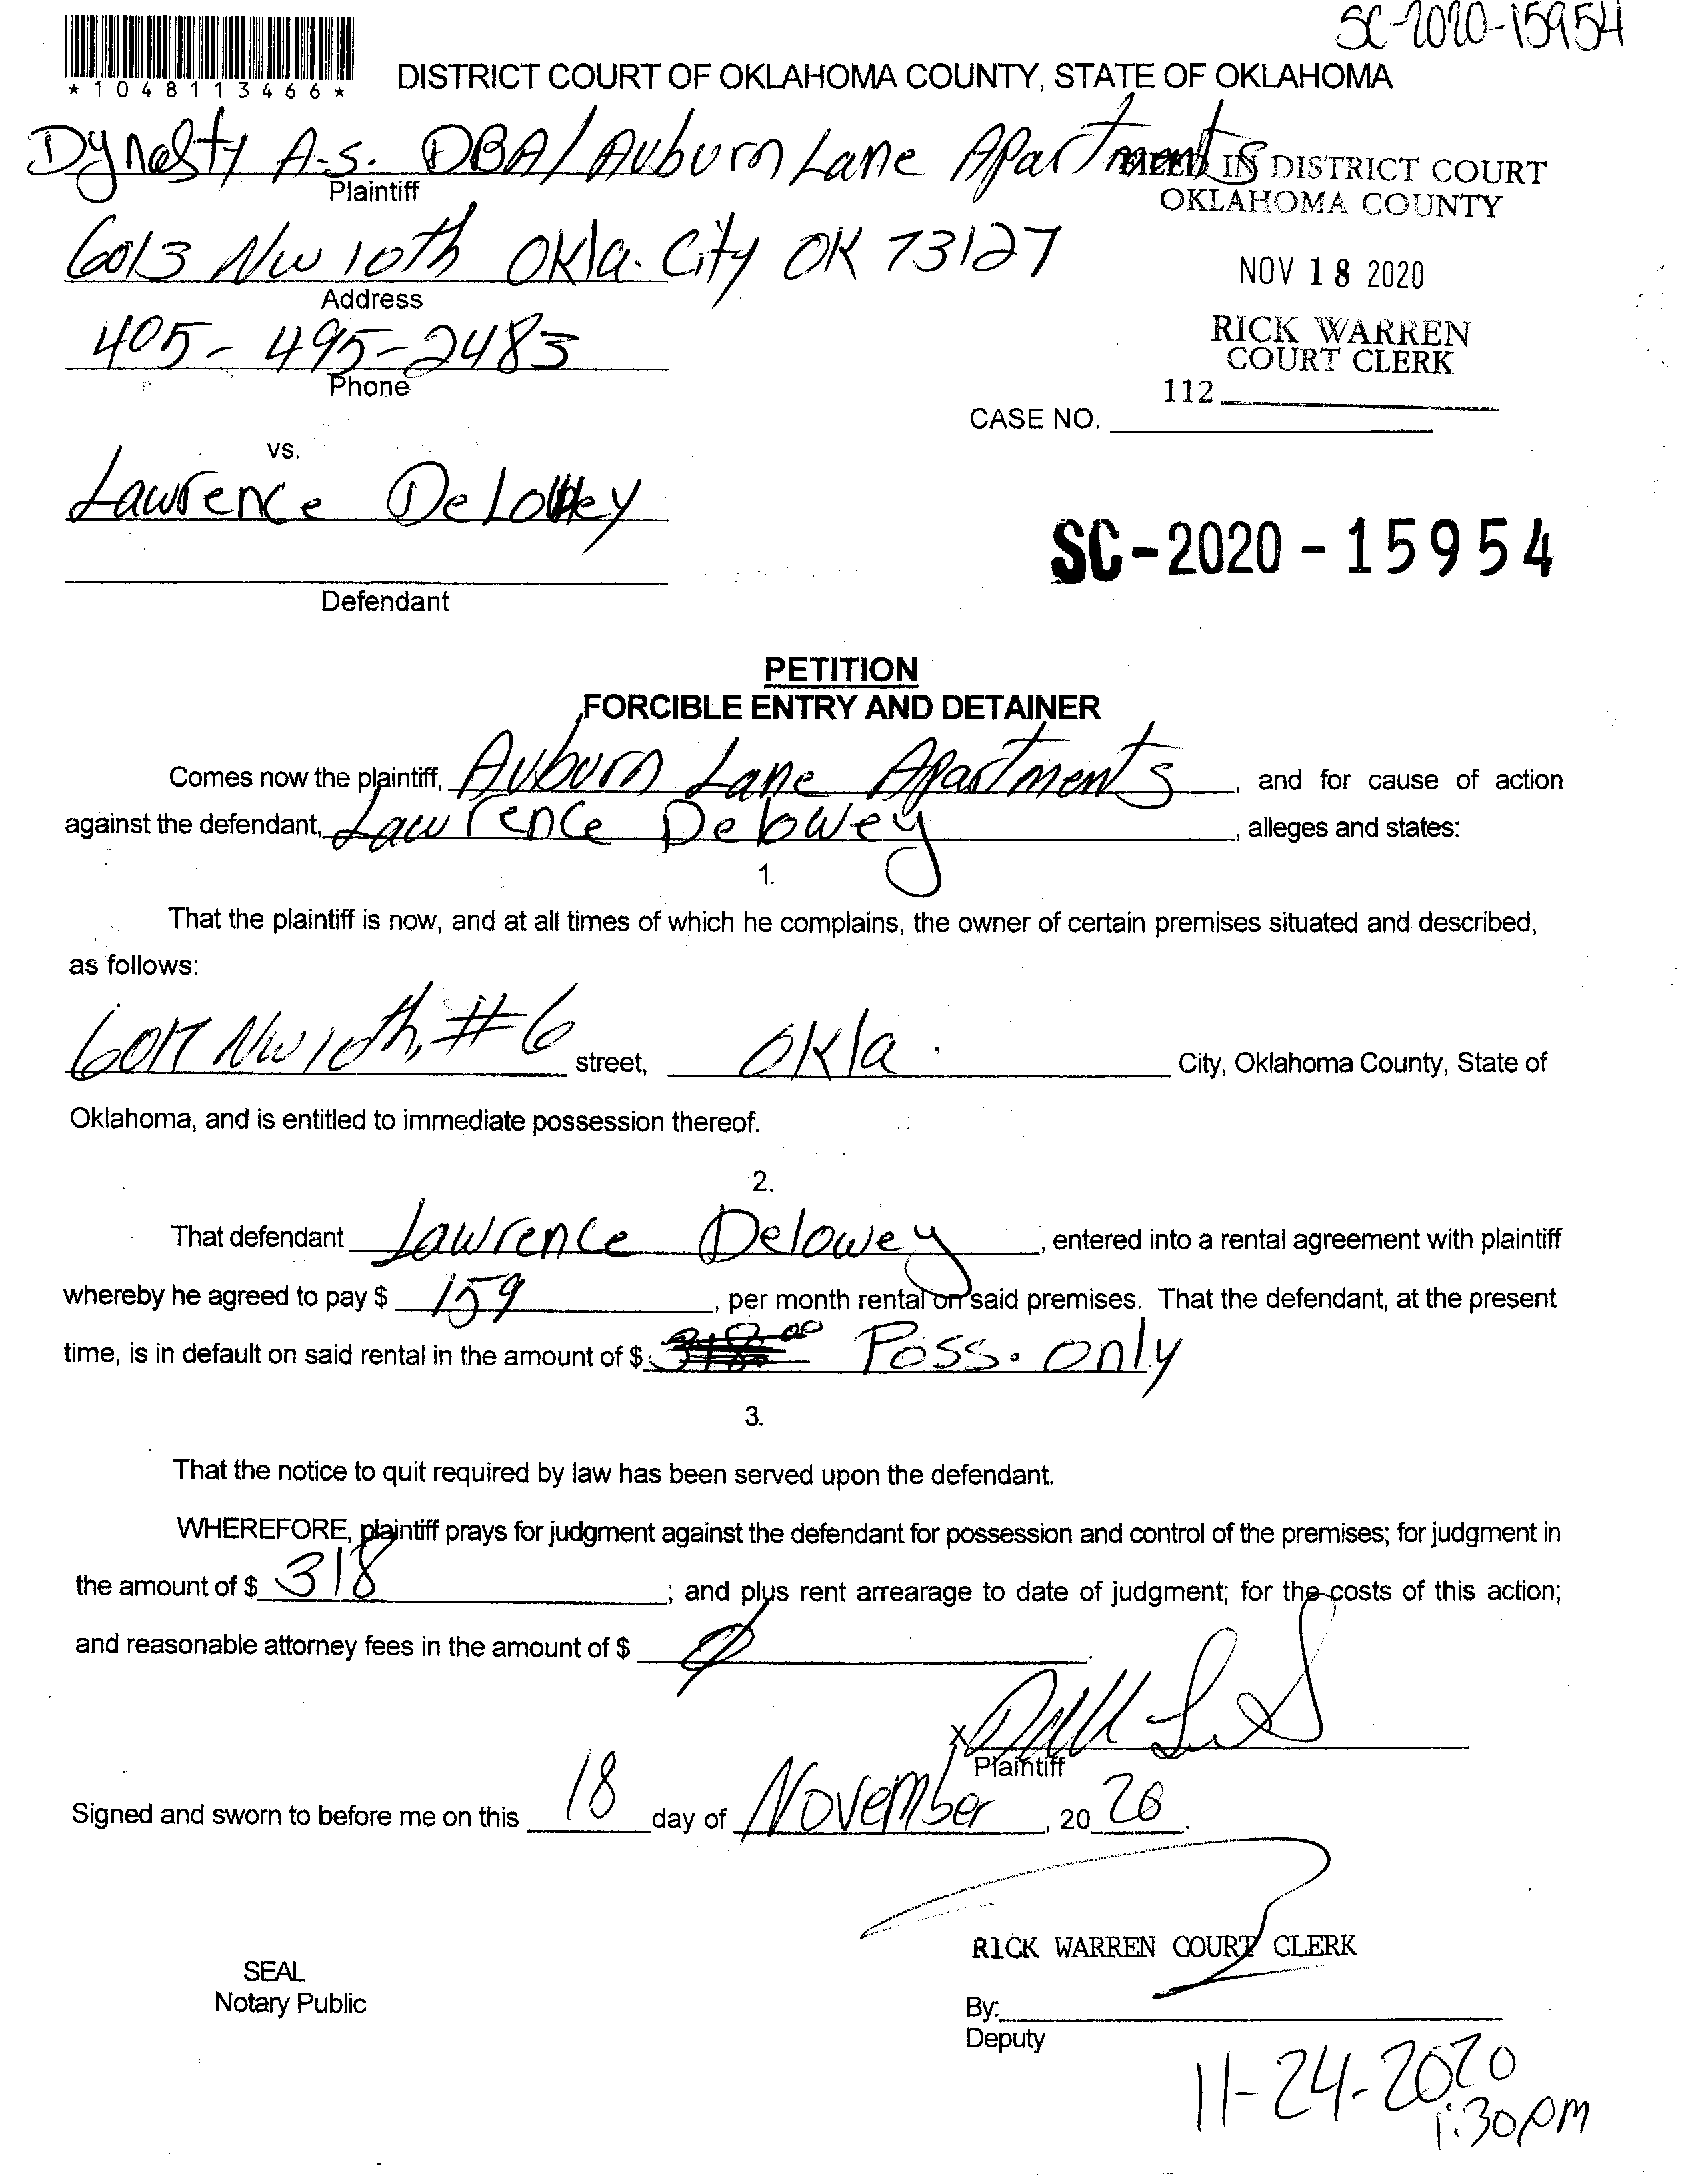 SC-2020-15954
*1048113466*
DISTRICT COURT OF OKLAHOMA COUNTY, STATE OF OKLAHOMA
Dynasty A.S. DBA/Auburn Lane Apartments
Plaintiff
IN DISTRICT COURT
OKLAHOMA COUNTY
6013 NW 10th Okla. City OK 73127
Address
NOV 18 2020
405-495-2483
Phone
RICK WARREN
COURT CLERK
112
CASE NO.
vs.
Lawrence
SC-2020-15954
Defendant
PETITION
FORCIBLE ENTRY AND DETAINER
Comes now the plaintiff, Auburn Lane Apartments, and for cause of action
against the defendant, Lawrence Delowey, alleges and states:
1.
That the plaintiff is now, and at all times of which he complains, the owner of certain premises situated and described,
as follows:
6017 NW 10th, #6 street, Okla. City, Oklahoma County, State of
Oklahoma, and is entitled to immediate possession thereof.
2.
That defendant Lawrence Delowey, entered into a rental agreement with plaintiff
whereby he agreed to pay $ 159, per month rental on said premises. That the defendant, at the present
time, is in default on said rental in the amount of $ Poss. only
3.
That the notice to quit required by law has been served upon the defendant.
WHEREFORE, plaintiff prays for judgment against the defendant for possession and control of the premises; for judgment in
the amount of $ 318; and plus rent arrearage to date of judgment; for the costs of this action;
and reasonable attorney fees in the amount of $
Plaintiff
Signed and sworn to before me on this 18 day of November, 20 20.
RICK WARREN COURT CLERK
SEAL
Notary Public
By:
Deputy
11-24-2020
1:30pm